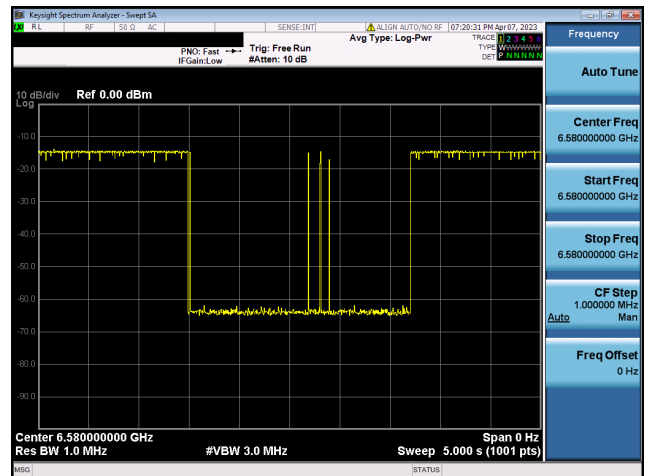 Keysight Spectrum Analyzer - Swept SA
LXI RL RF 50 Ω AC SENSE:INT ALIGN AUTO/NO RF 07:20:31 PM Apr 07, 2023
PNO: Fast Trig: Free Run Avg Type: Log-Pwr TRACE 1 2 3 4 5 6
IFGain:Low #Atten: 10 dB TYPE WWWWWW
DET P N N N N N
10 dB/div Ref 0.00 dBm
Log
-10.0
-20.0
-30.0
-40.0
-50.0
-60.0
-70.0
-80.0
-90.0
Center 6.580000000 GHz Span 0 Hz
Res BW 1.0 MHz #VBW 3.0 MHz Sweep 5.000 s (1001 pts)
MSG STATUS
Frequency
Auto Tune
Center Freq
6.580000000 GHz
Start Freq
6.580000000 GHz
Stop Freq
6.580000000 GHz
CF Step
1.000000 MHz
Auto Man
Freq Offset
0 Hz